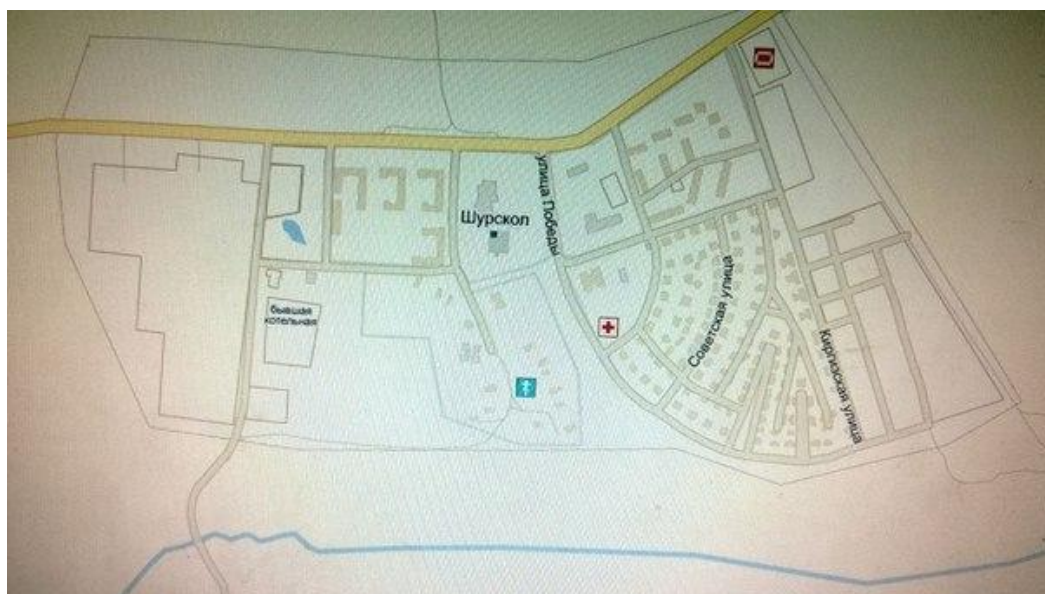 улица Победы
Шурскол
Советская улица
бывшая
котельная
Киргизская улица